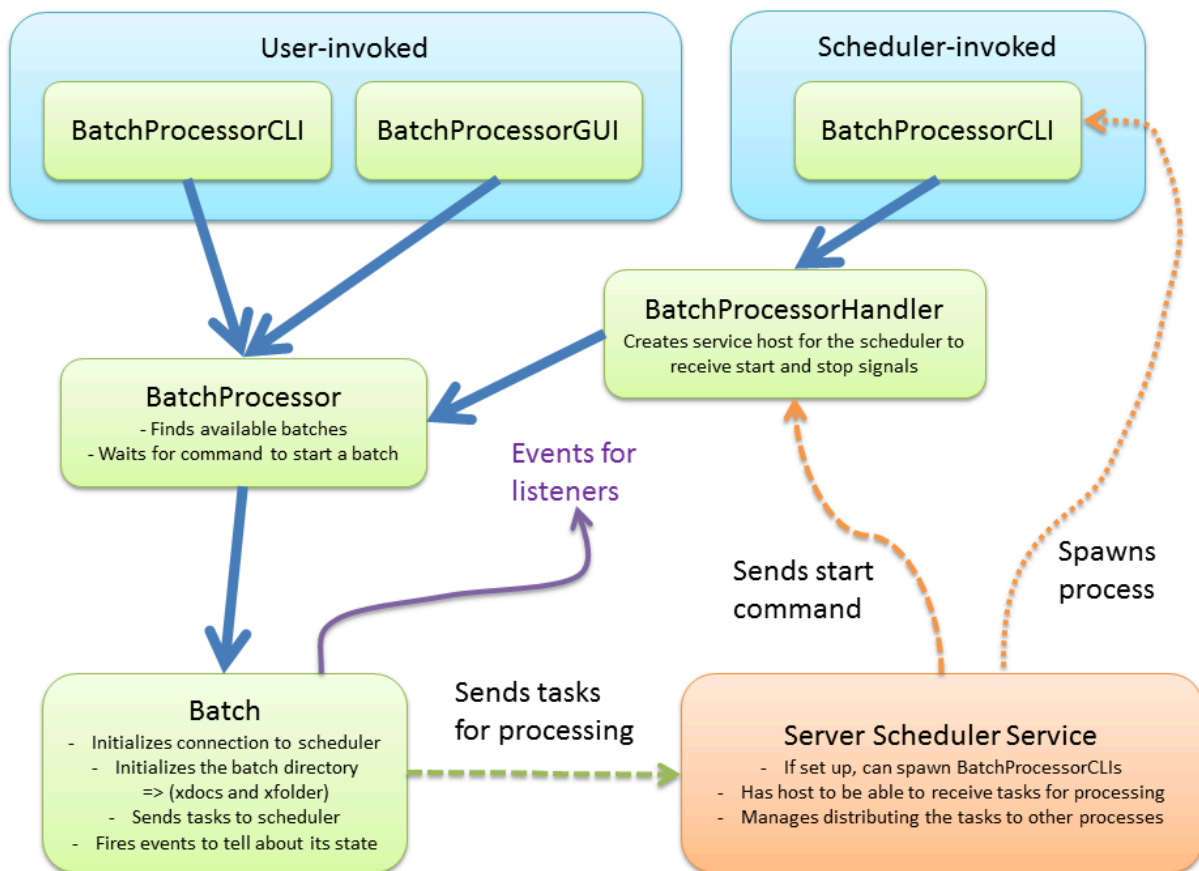 User-invoked
Scheduler-invoked
BatchProcessorCLI
BatchProcessorGUI
BatchProcessorCLI
BatchProcessorHandler
Creates service host for the scheduler to
receive start and stop signals
BatchProcessor
- Finds available batches
- Waits for command to start a batch
Events for
listeners
Sends start
command
Spawns
process
Batch
- Initializes connection to scheduler
- Initializes the batch directory
=> (xdocs and xfolder)
- Sends tasks to scheduler
- Fires events to tell about its state
Sends tasks
for processing
Server Scheduler Service
- If set up, can spawn BatchProcessorCLIs
- Has host to be able to receive tasks for processing
- Manages distributing the tasks to other processes